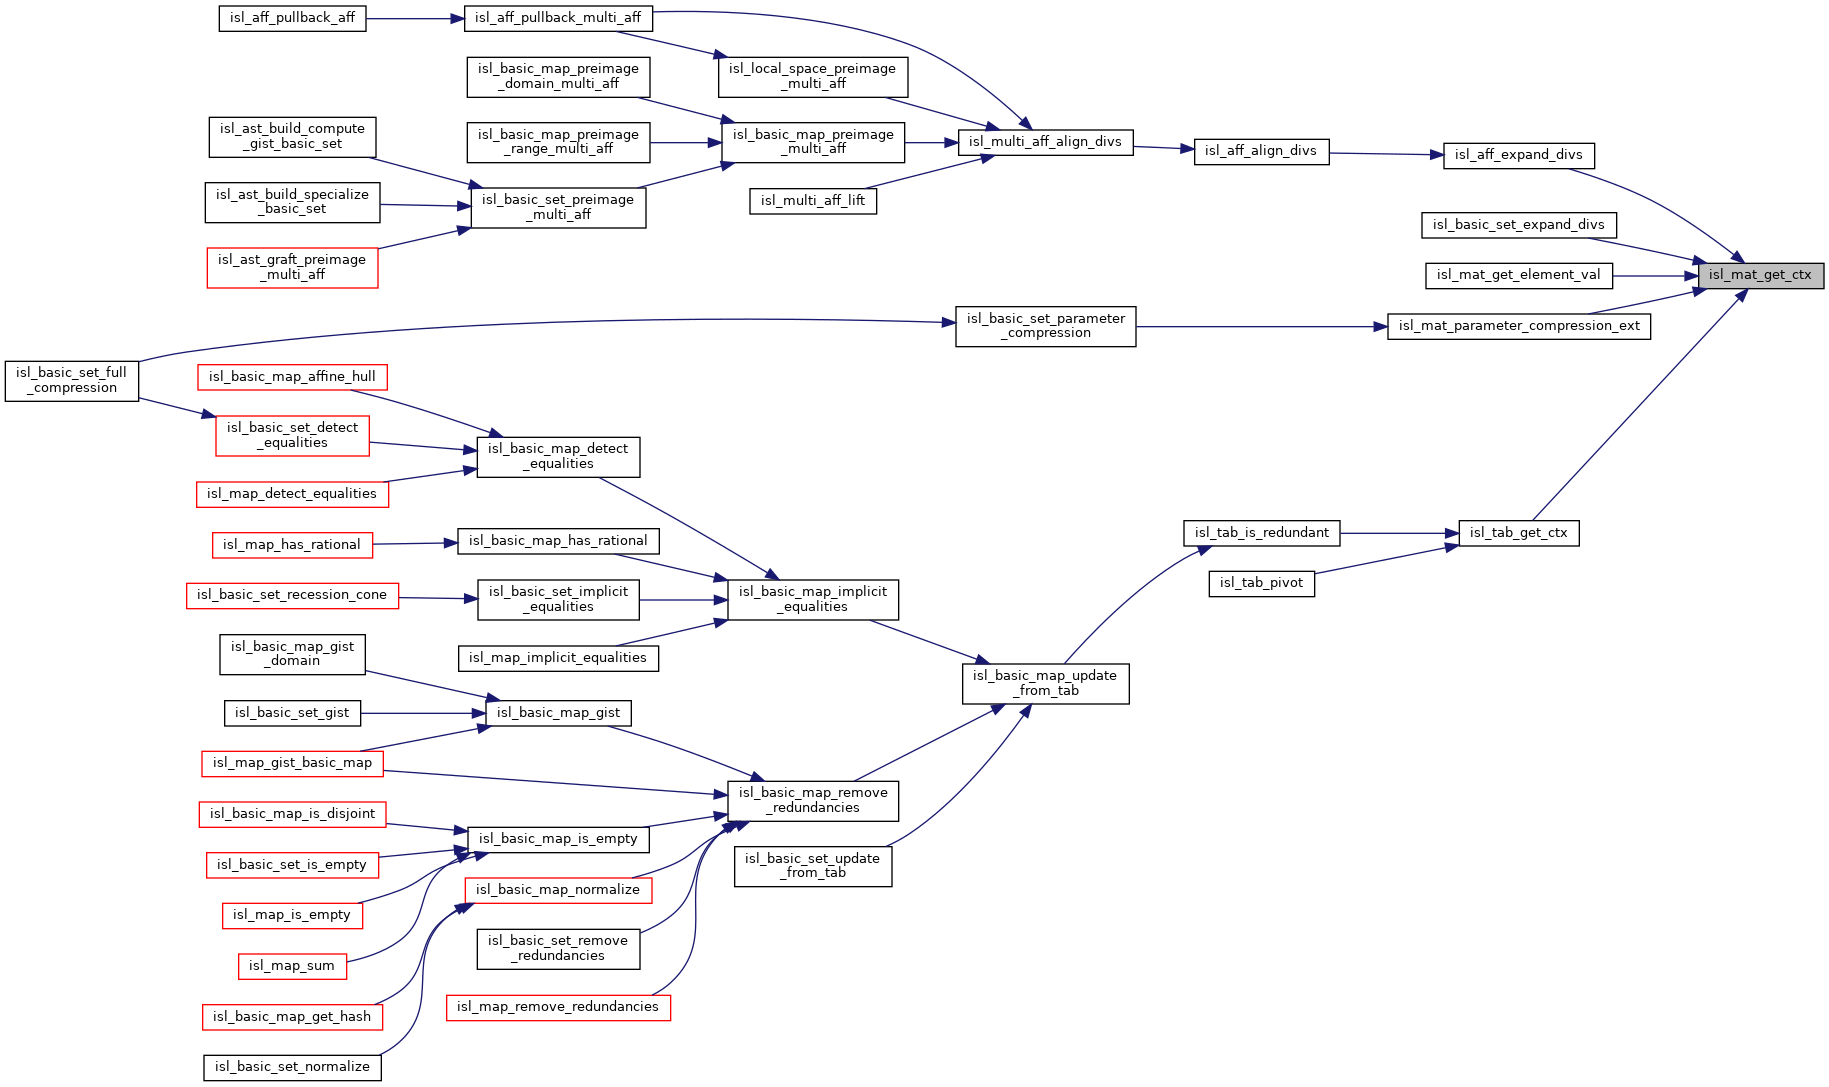 isl_aff_pullback_aff
isl_aff_pullback_multi_aff
isl_basic_map_preimage
_domain_multi_aff
isl_local_space_preimage
_multi_aff
isl_ast_build_compute
_gist_basic_set
isl_basic_map_preimage
_range_multi_aff
isl_basic_map_preimage
_multi_aff
isl_multi_aff_align_divs
isl_aff_align_divs
isl_aff_expand_divs
isl_ast_build_specialize
_basic_set
isl_basic_set_preimage
_multi_aff
isl_multi_aff_lift
isl_basic_set_expand_divs
isl_ast_graft_preimage
_multi_aff
isl_mat_get_element_val
isl_mat_get_ctx
isl_basic_set_parameter
_compression
isl_mat_parameter_compression_ext
isl_basic_set_full
_compression
isl_basic_map_affine_hull
isl_basic_set_detect
_equalities
isl_basic_map_detect
_equalities
isl_map_detect_equalities
isl_map_has_rational
isl_basic_map_has_rational
isl_tab_is_redundant
isl_tab_get_ctx
isl_tab_pivot
isl_basic_set_recession_cone
isl_basic_set_implicit
_equalities
isl_basic_map_implicit
_equalities
isl_basic_map_gist
_domain
isl_map_implicit_equalities
isl_basic_map_update
_from_tab
isl_basic_set_gist
isl_basic_map_gist
isl_map_gist_basic_map
isl_basic_map_remove
_redundancies
isl_basic_map_is_disjoint
isl_basic_map_is_empty
isl_basic_set_is_empty
isl_basic_set_update
_from_tab
isl_basic_map_normalize
isl_map_is_empty
isl_basic_set_remove
_redundancies
isl_map_sum
isl_map_remove_redundancies
isl_basic_map_get_hash
isl_basic_set_normalize